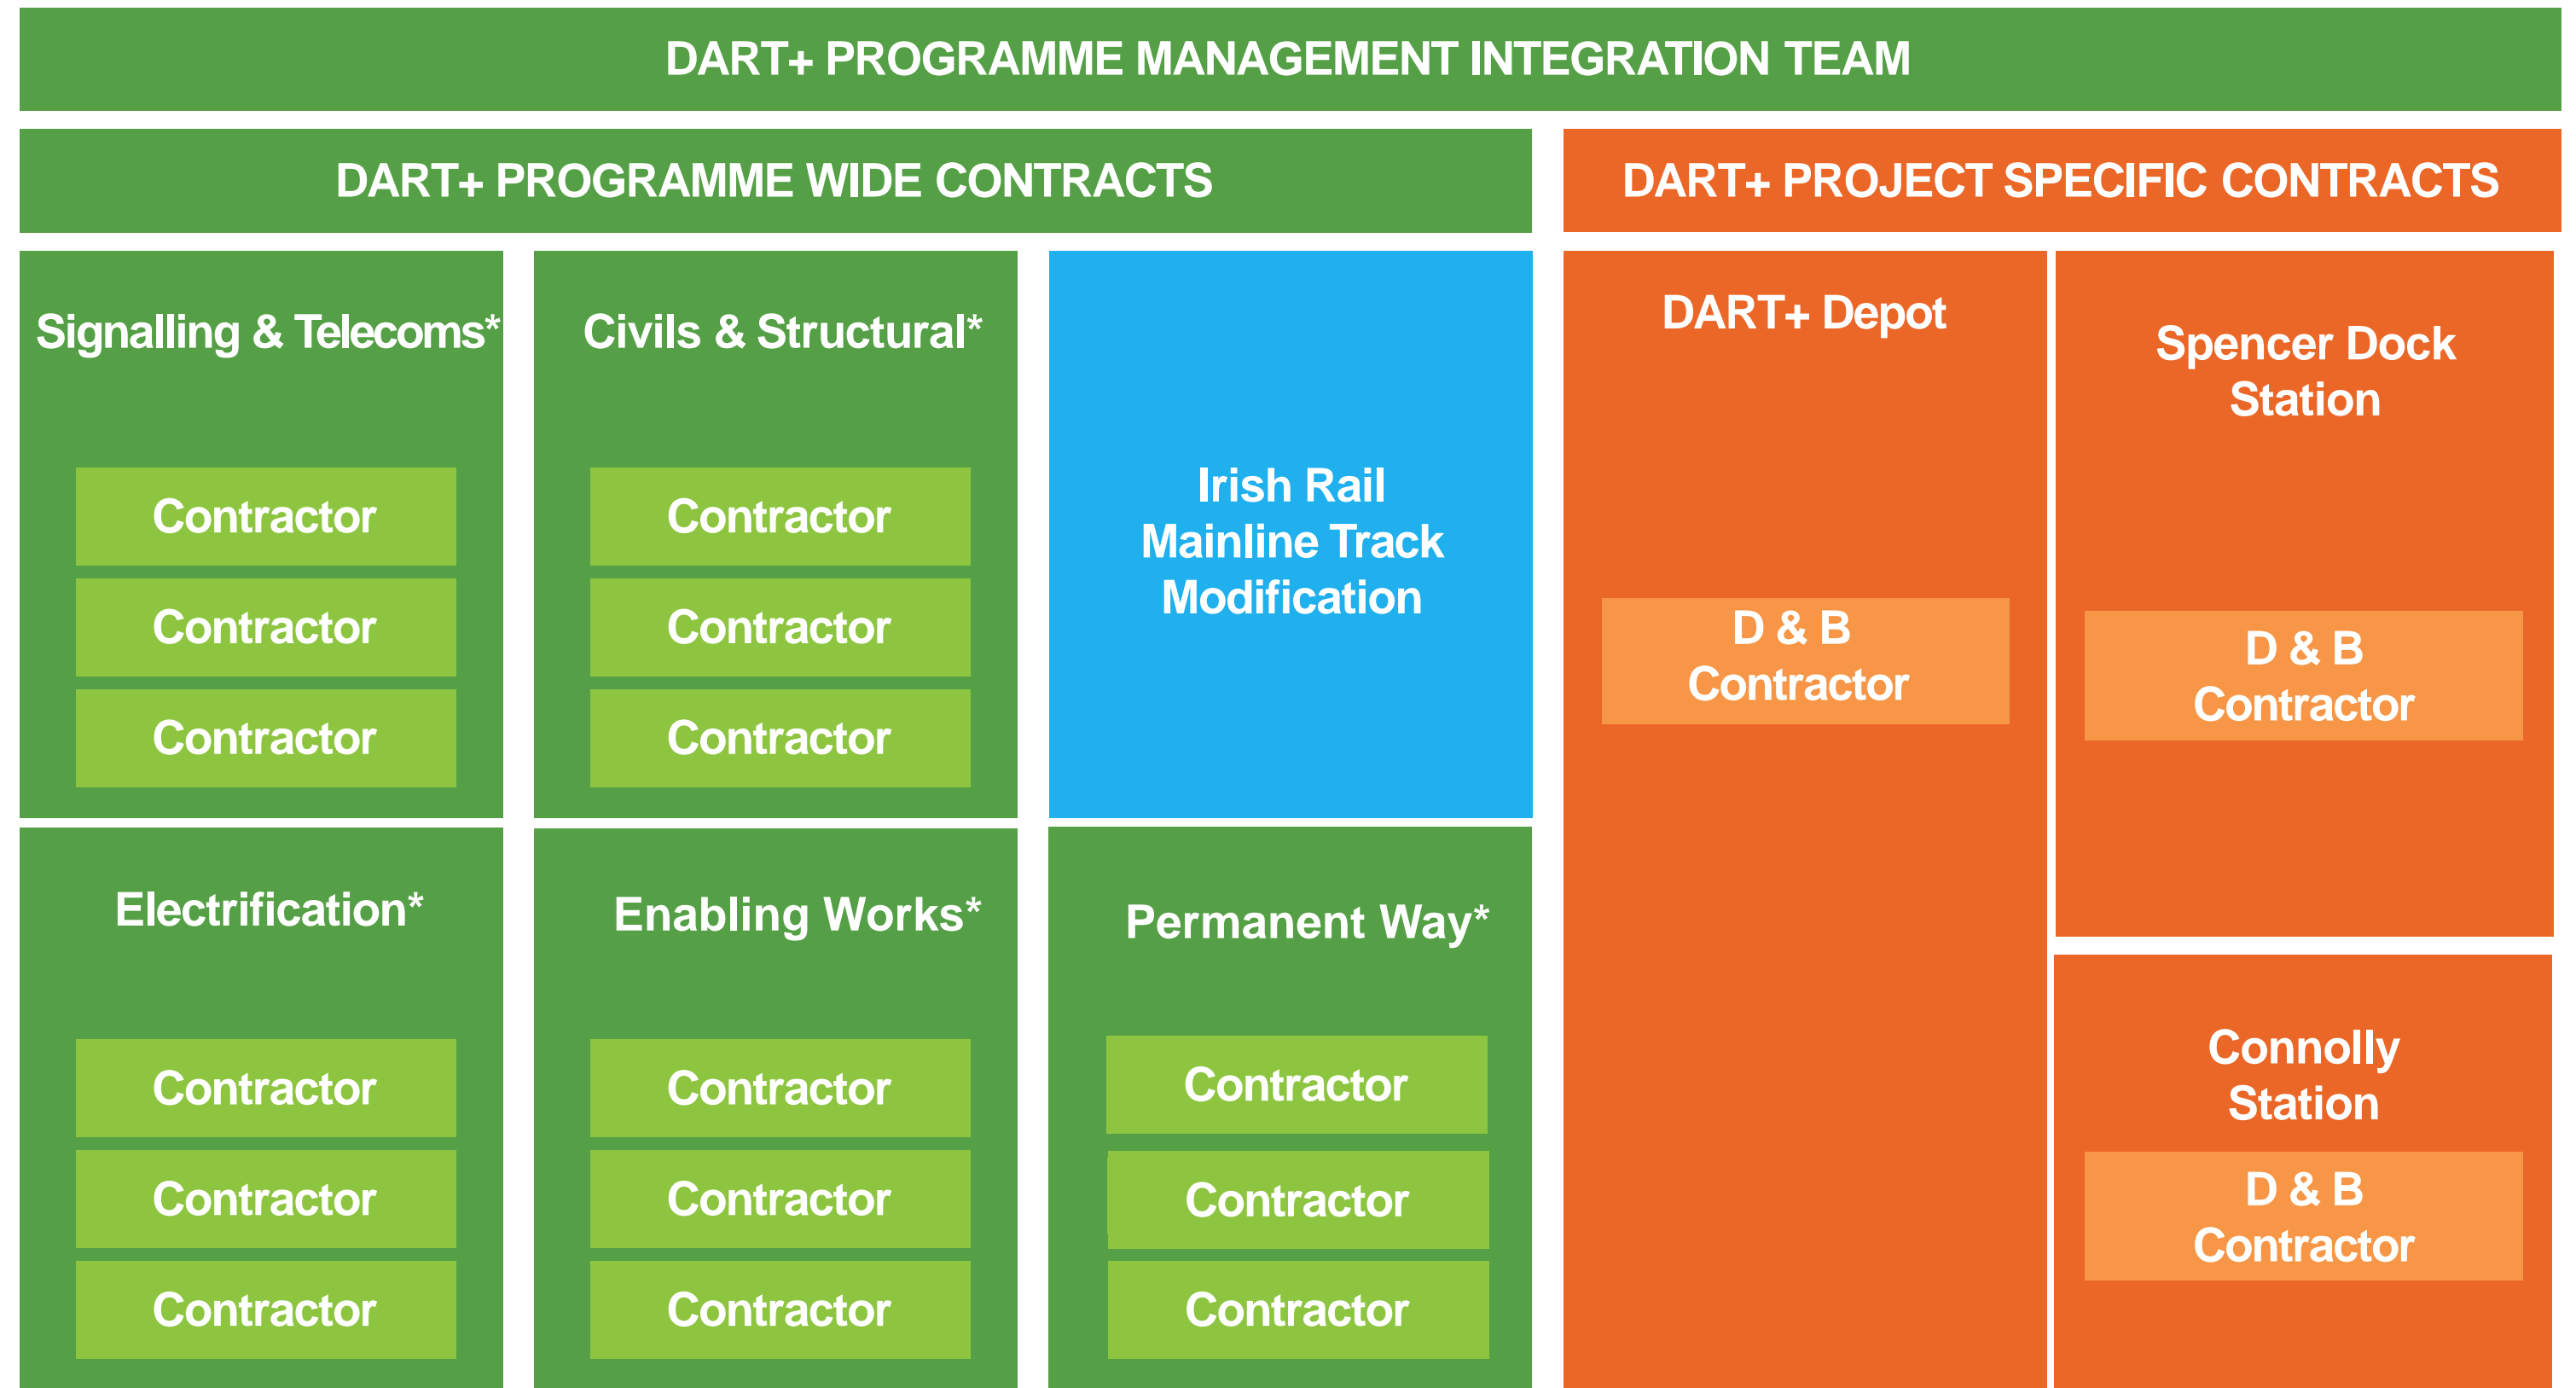 DART+ PROGRAMME MANAGEMENT INTEGRATION TEAM
DART+ PROGRAMME WIDE CONTRACTS
Signalling & Telecoms*
Contractor
Contractor
Contractor
Civils & Structural*
Contractor
Contractor
Contractor
Irish Rail
Mainline Track
Modification
Electrification*
Contractor
Contractor
Contractor
Enabling Works*
Contractor
Contractor
Contractor
Permanent Way*
Contractor
Contractor
Contractor
DART+ PROJECT SPECIFIC CONTRACTS
DART+ Depot
D & B
Contractor
Spencer Dock
Station
D & B
Contractor
Connolly
Station
D & B
Contractor